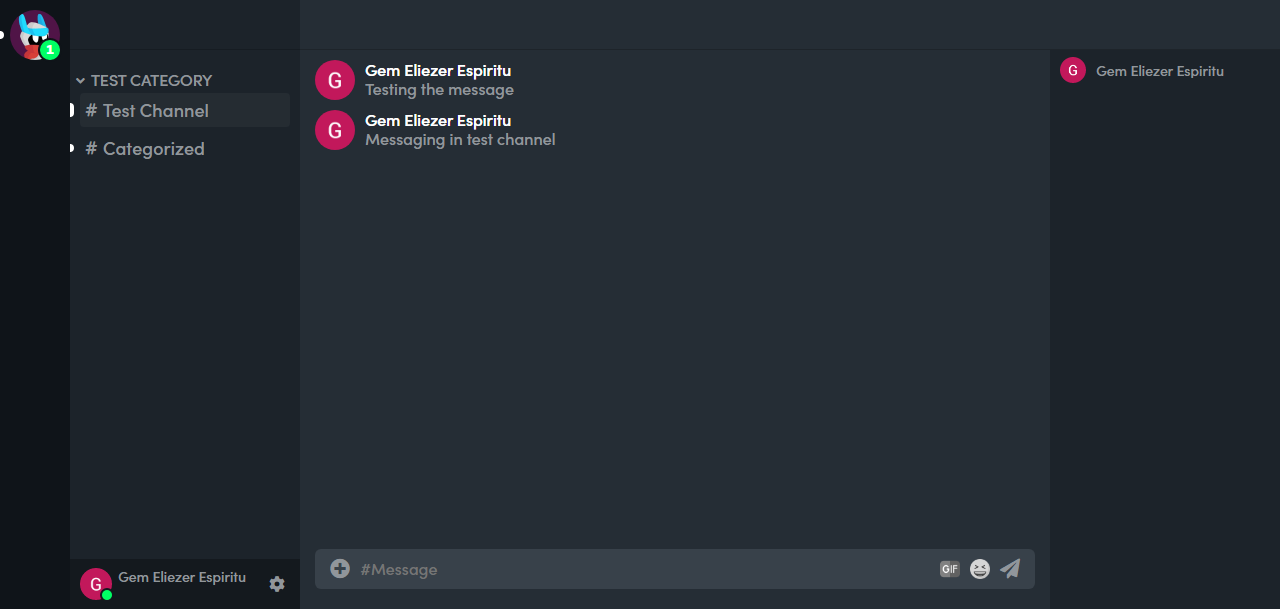 1
TEST CATEGORY
# Test Channel
# Categorized
G Gem Eliezer Espiritu
G
Gem Eliezer Espiritu
Testing the message
G
Gem Eliezer Espiritu
Messaging in test channel
#Message
GIF
G Gem Eliezer Espiritu